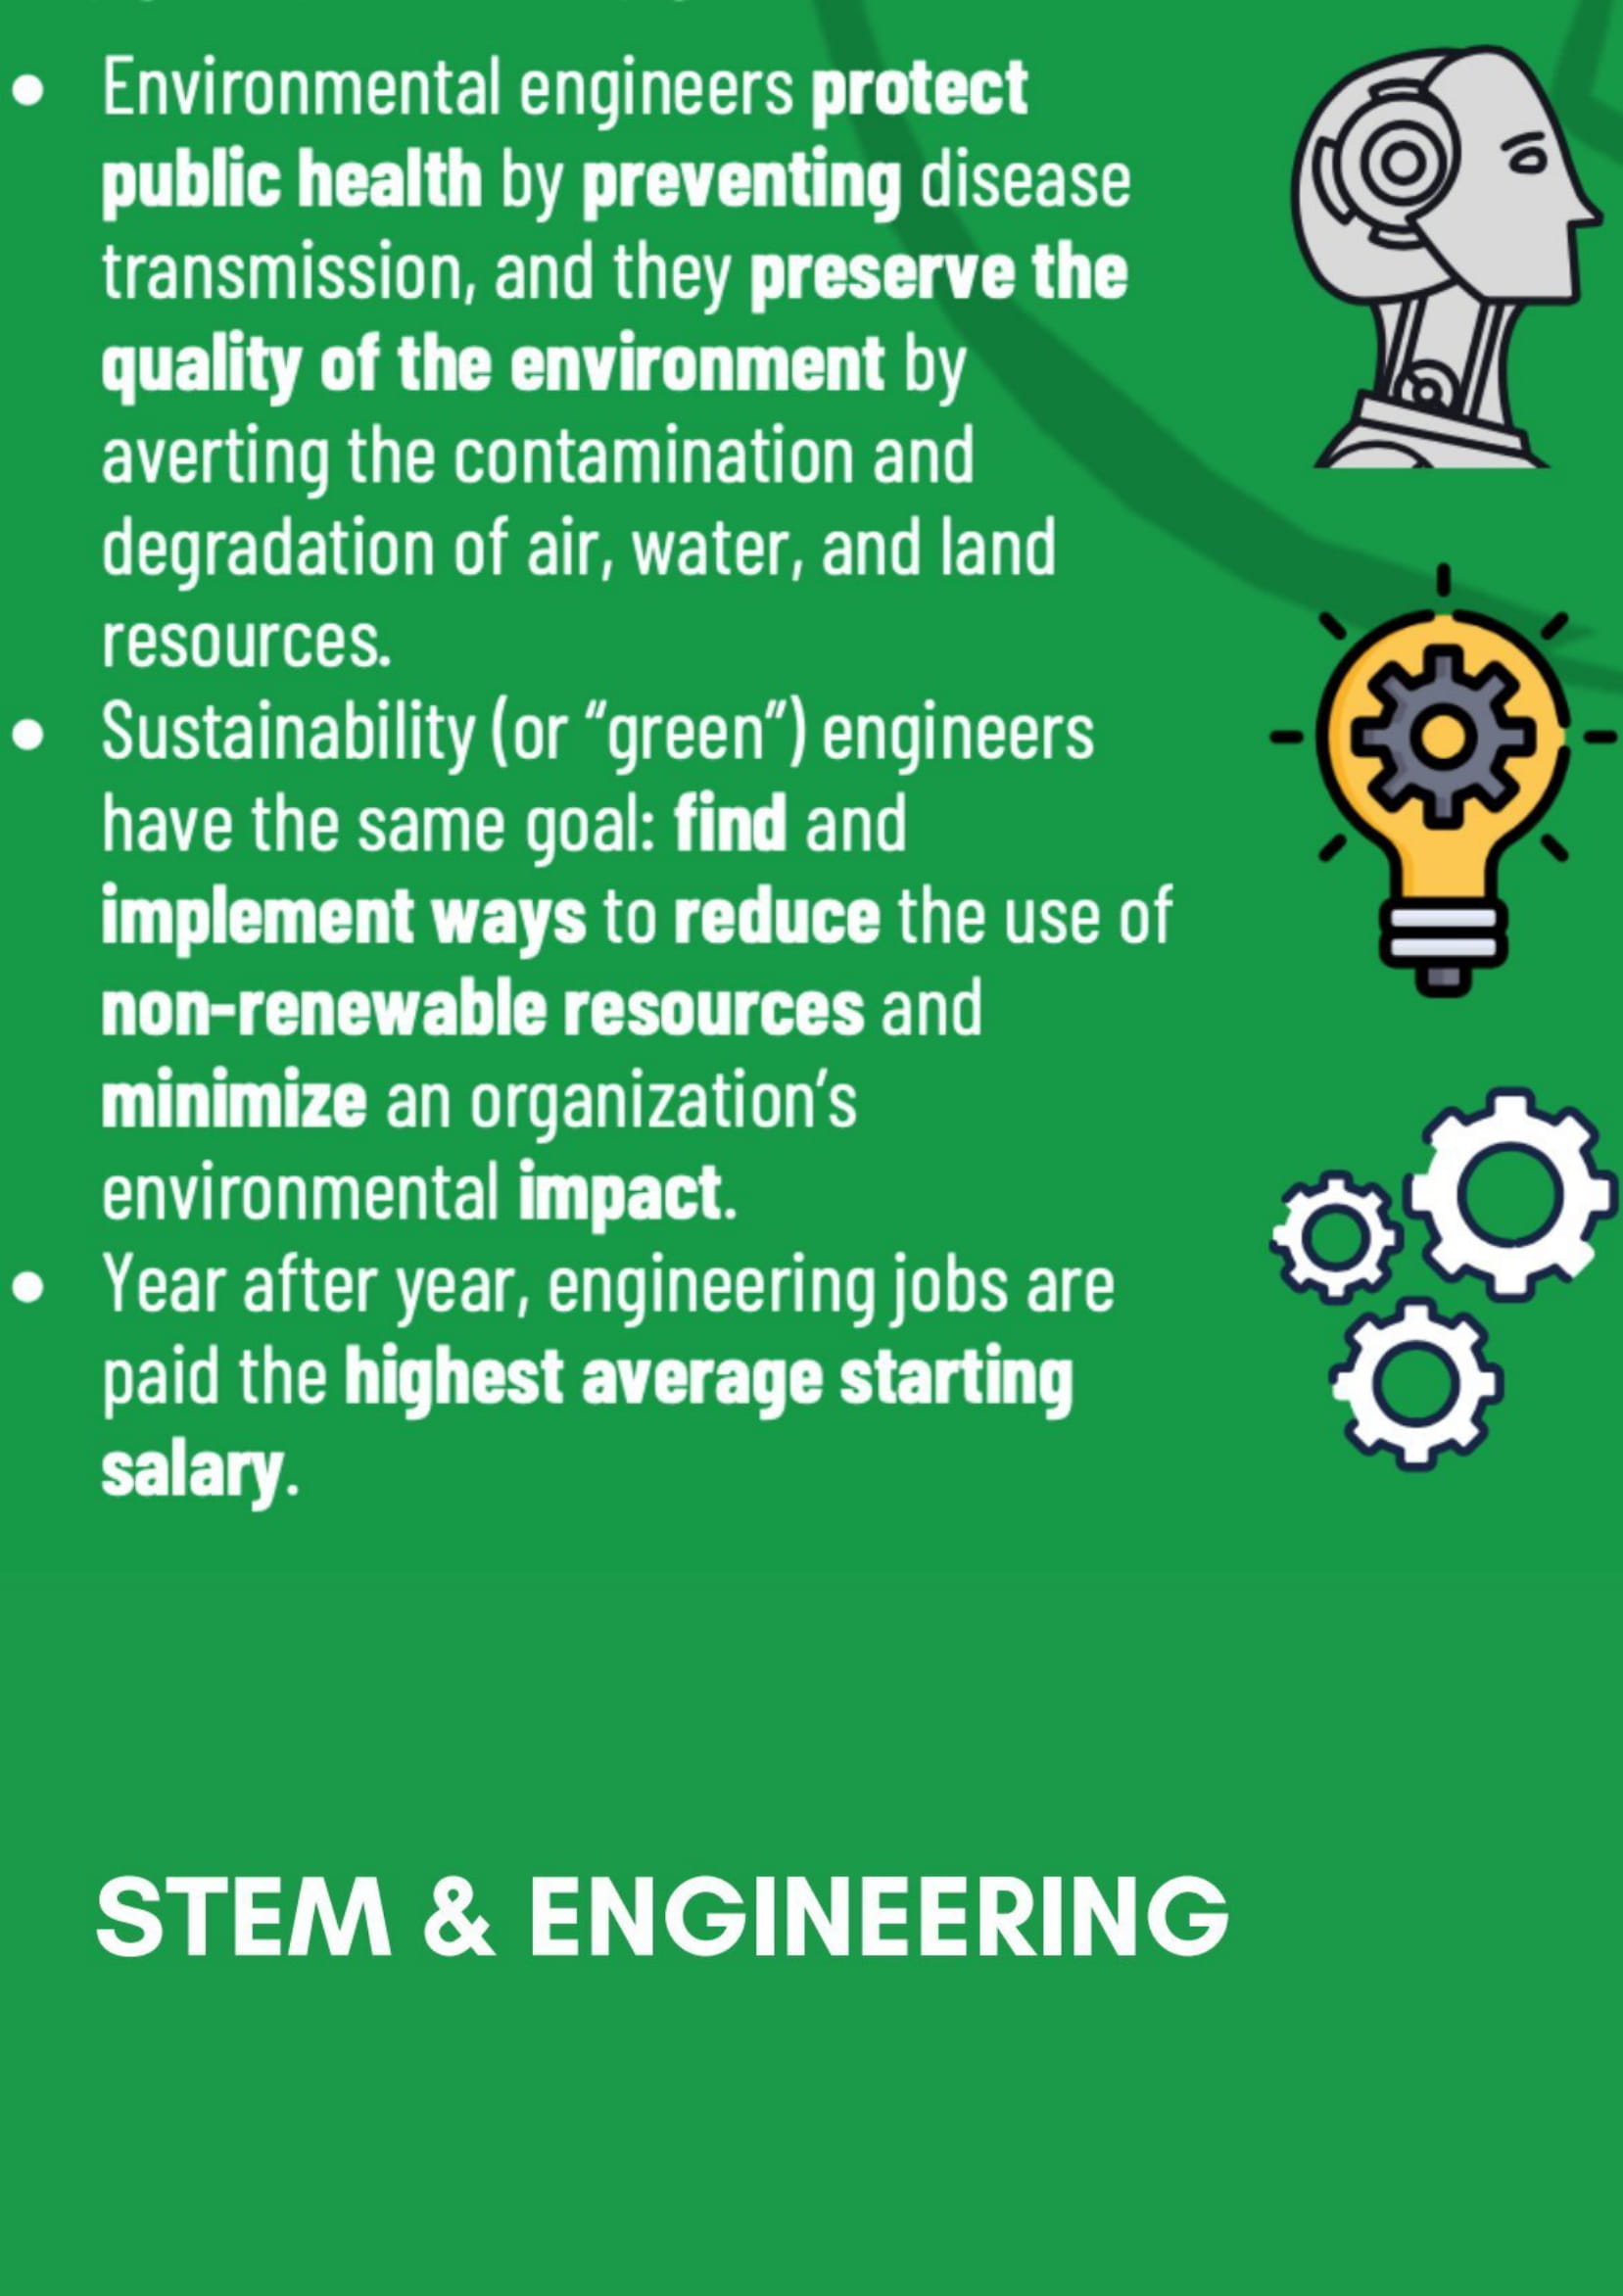 • Environmental engineers protect
public health by preventing disease
transmission, and they preserve the
quality of the environment by
averting the contamination and
degradation of air, water, and land
resources.
• Sustainability (or “green”) engineers
have the same goal: find and
implement ways to reduce the use of
non-renewable resources and
minimize an organization’s
environmental impact.
• Year after year, engineering jobs are
paid the highest average starting
salary.
STEM & ENGINEERING